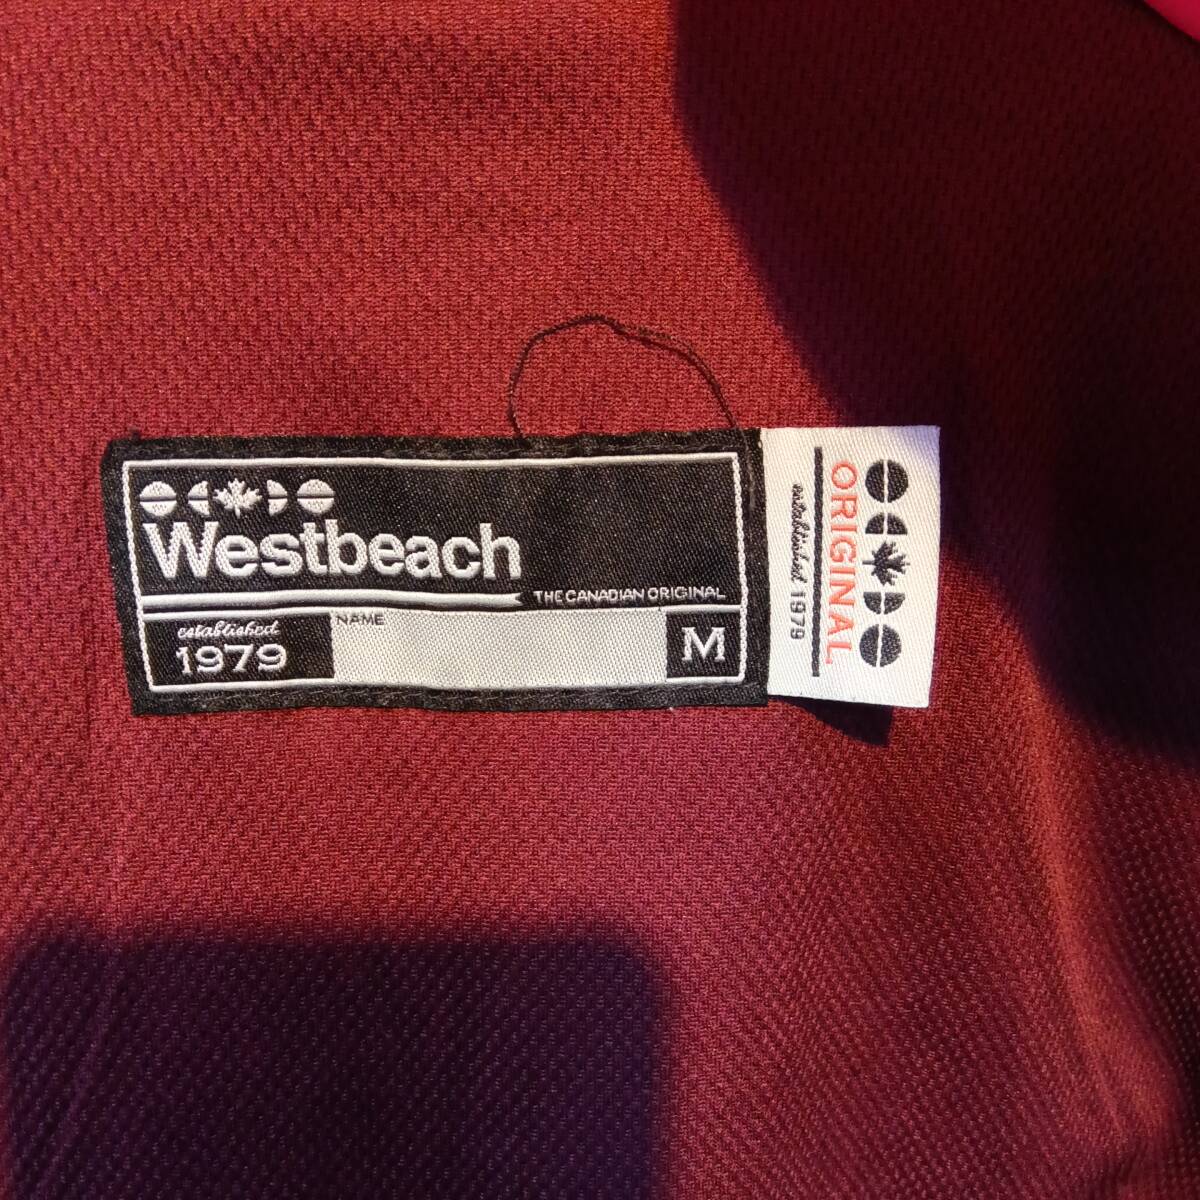 Westbeach
THE CANADIAN ORIGINAL
established
1979
NAME
M
ORIGINAL
established 1979